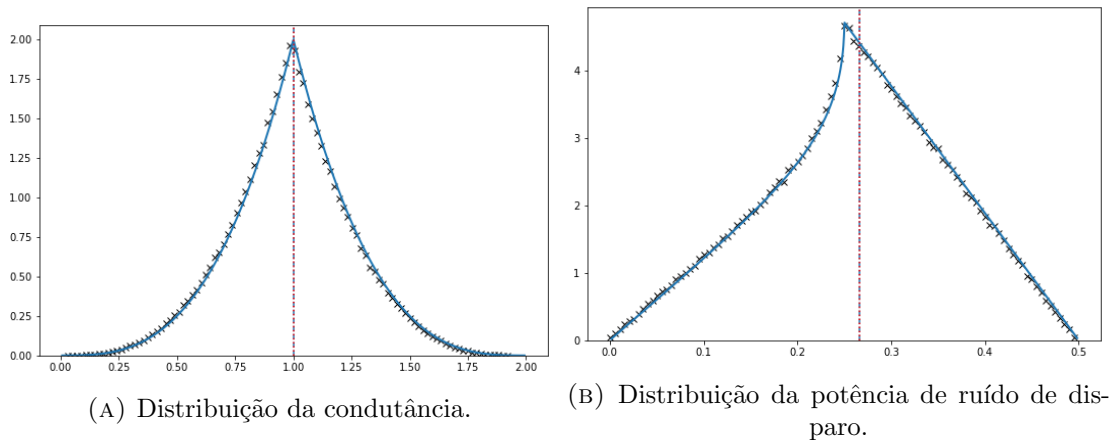 2.00
1.75
1.50
1.25
1.00
0.75
0.50
0.25
0.00
0.00 0.25 0.50 0.75 1.00 1.25 1.50 1.75 2.00
(A) Distribuição da condutância.
4
3
2
1
0
0.0 0.1 0.2 0.3 0.4 0.5
(B) Distribuição da potência de ruído de dis-
paro.